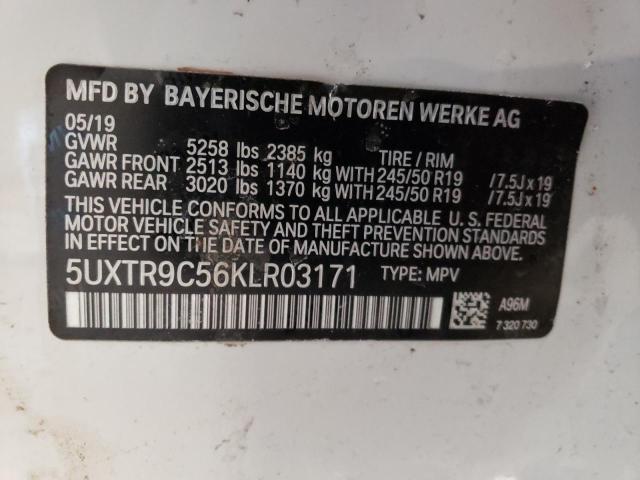 MFD BY BAYERISCHE MOTOREN WERKE AG
05/19
GVWR 5258 lbs 2385 kg TIRE / RIM
GAWR FRONT 2513 lbs 1140 kg WITH 245/50 R19 /7.5J x 19
GAWR REAR 3020 lbs 1370 kg WITH 245/50 R19 /7.5J x 19
THIS VEHICLE CONFORMS TO ALL APPLICABLE U. S. FEDERAL
MOTOR VEHICLE SAFETY AND THEFT PREVENTION STANDARDS
IN EFFECT ON THE DATE OF MANUFACTURE SHOWN ABOVE.
5UXTR9C56KLR03171 TYPE: MPV
A96M
7 320 730